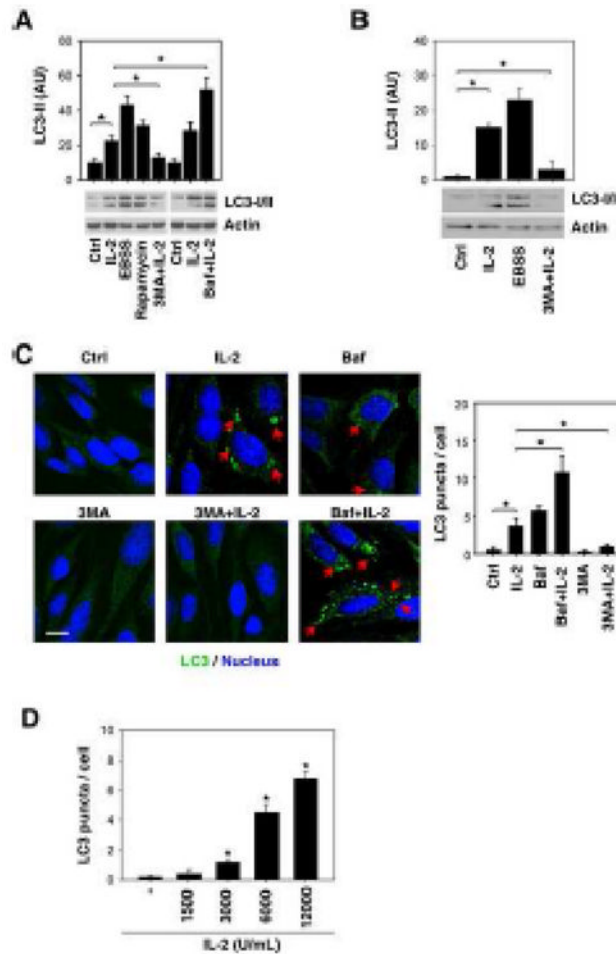 A
LC3-II (AU)
80
60
40
20
0
*
*
*
LC3-I/II
Actin
Ctrl
IL-2
EBSS
Rapamycin
3MA+IL-2
Ctrl
IL-2
Baf+IL-2
B
LC3-II (AU)
40
30
20
10
0
*
*
LC3-I/II
Actin
Ctrl
IL-2
EBSS
3MA+IL-2
C
Ctrl
IL-2
Baf
3MA
3MA+IL-2
Baf+IL-2
LC3 / Nucleus
LC3 puncta / cell
20
15
10
5
0
*
*
*
Ctrl
IL-2
Baf
Baf+IL-2
3MA
3MA+IL-2
D
LC3 puncta / cell
10
8
6
4
2
0
*
*
*
-
1500
3000
6000
12000
IL-2 (U/mL)